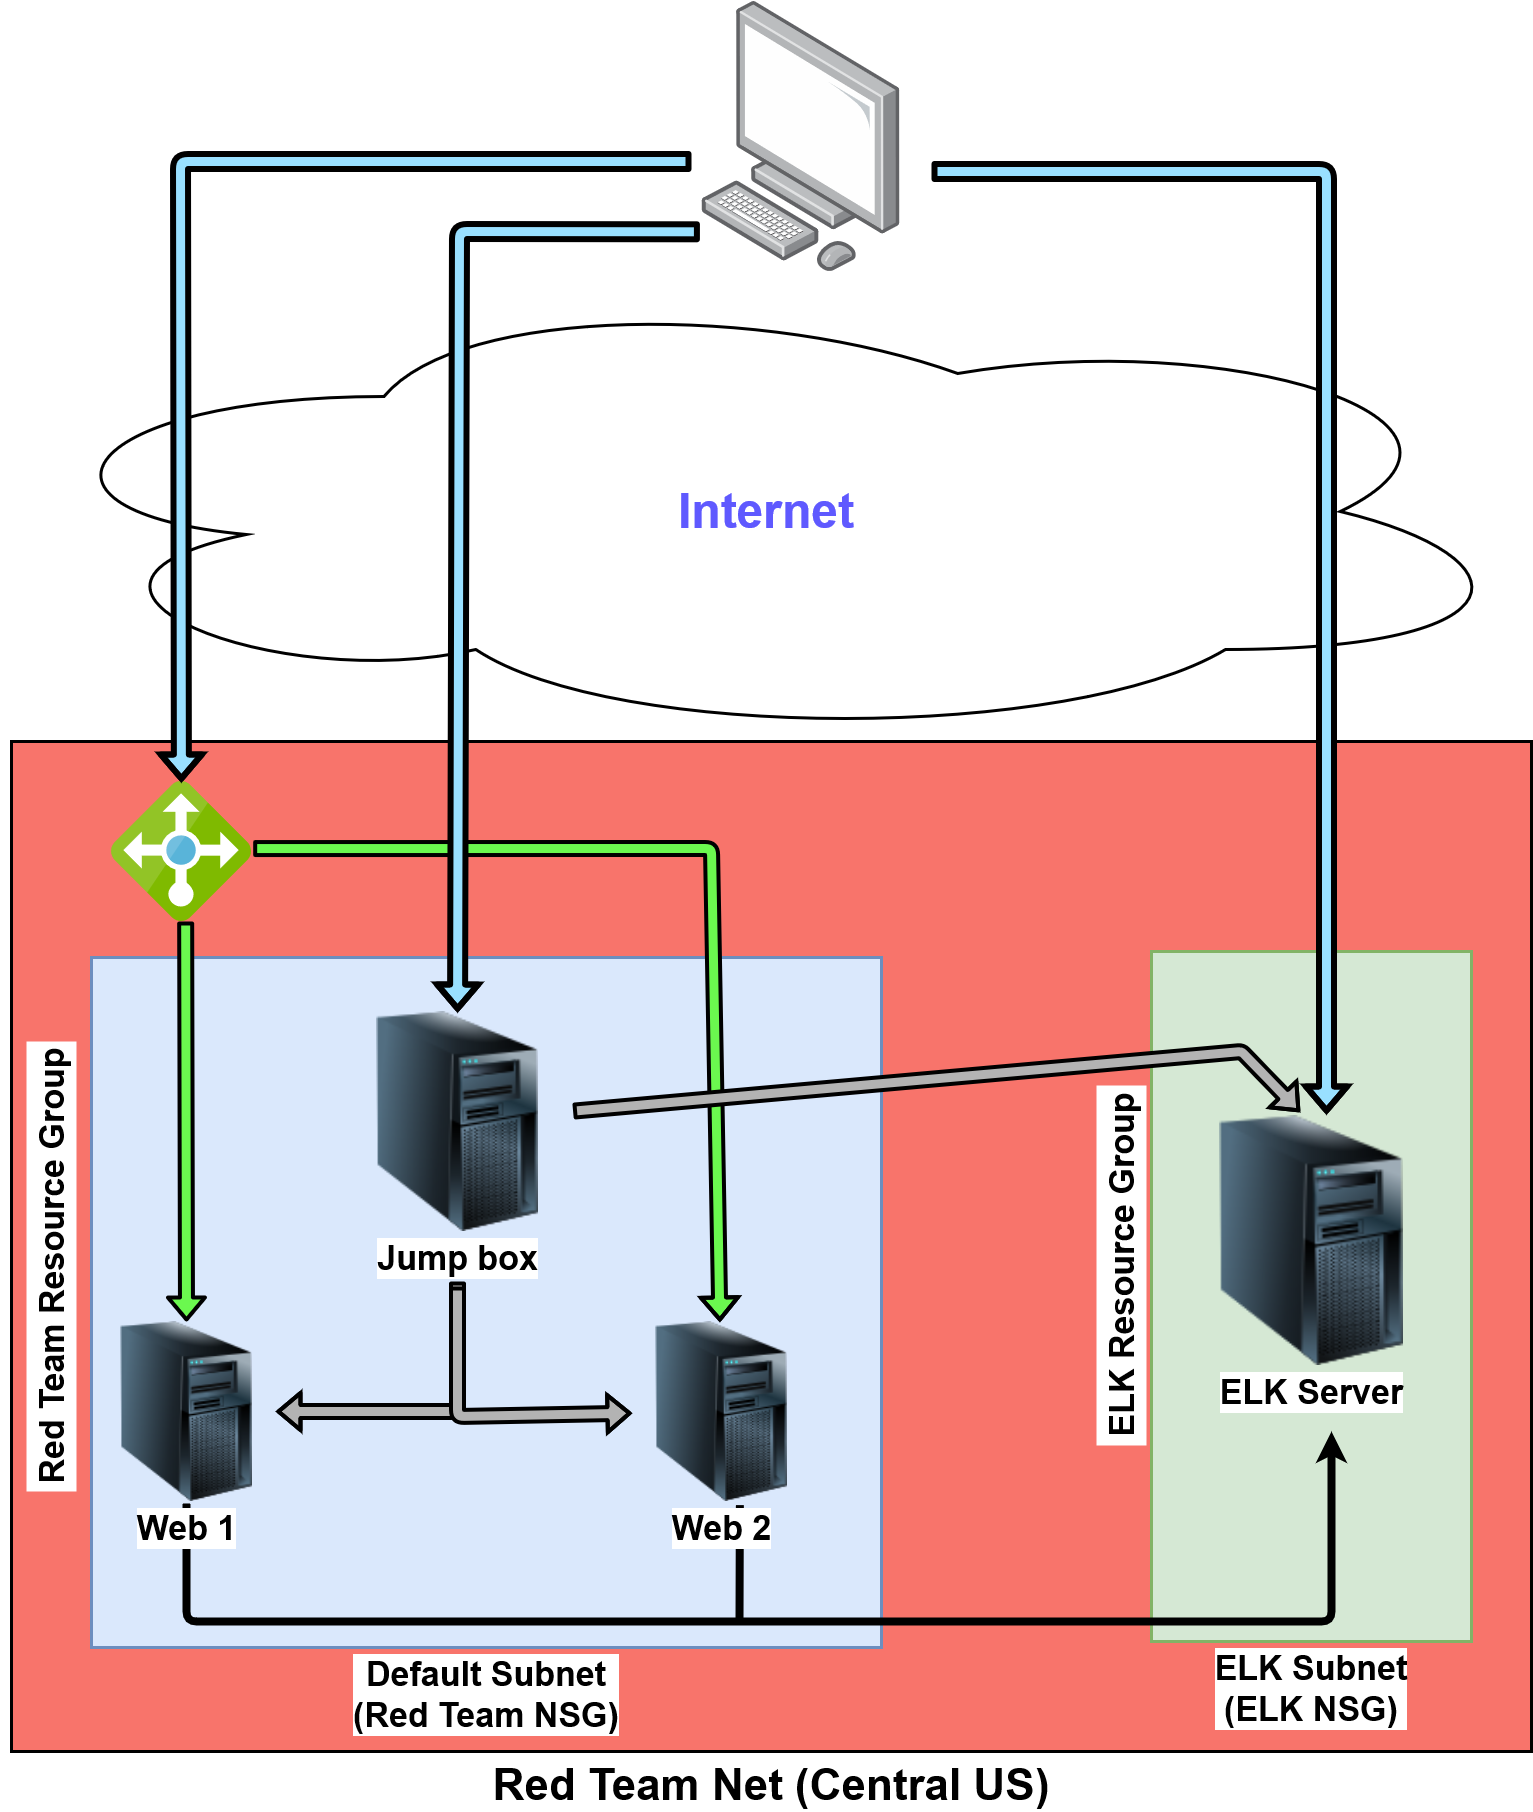 Internet
Red Team Resource Group
Jump box
ELK Resource Group
ELK Server
Web 1
Web 2
Default Subnet
(Red Team NSG)
ELK Subnet
(ELK NSG)
Red Team Net (Central US)